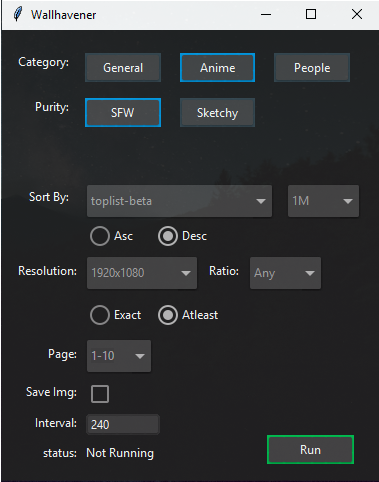 Wallhavener
Category: General Anime People
Purity: SFW Sketchy
Sort By: toplist-beta 1M
Asc Desc
Resolution: 1920x1080 Ratio: Any
Exact Atleast
Page: 1-10
Save Img:
Interval: 240
status: Not Running
Run